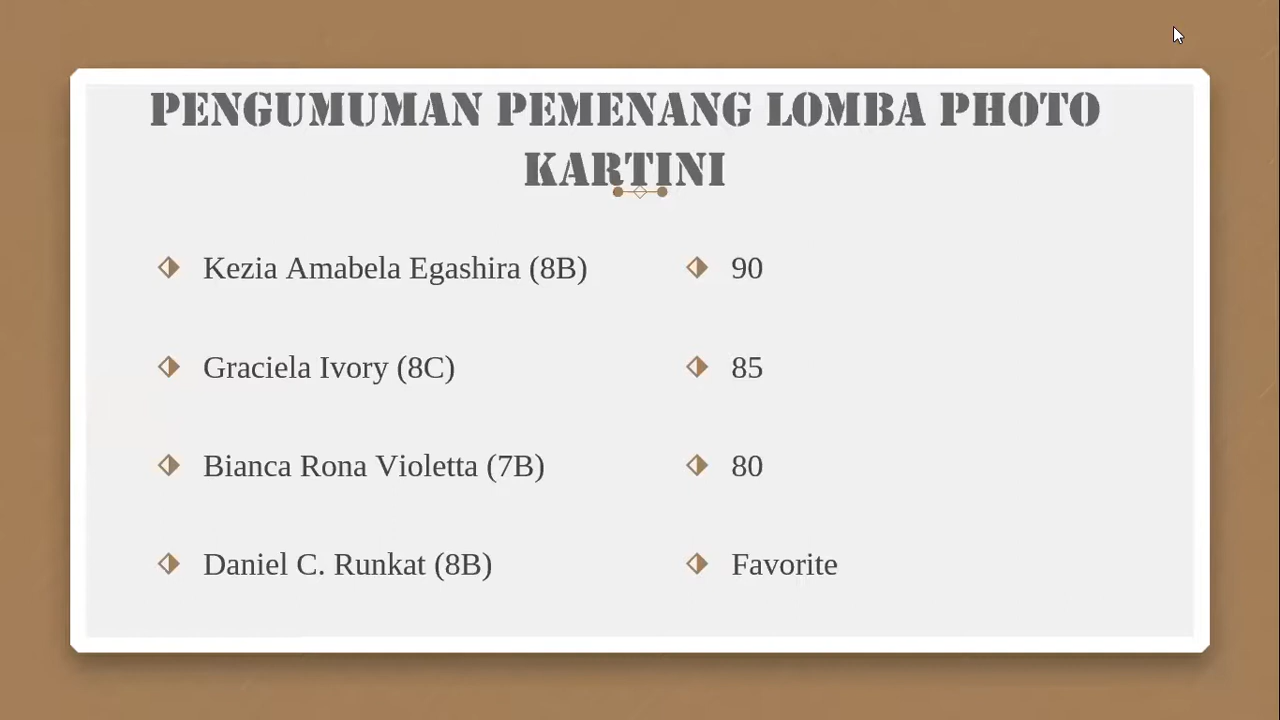 PENGUMUMAN PEMENANG LOMBA PHOTO
KARTINI
Kezia Amabela Egashira (8B) 90
Graciela Ivory (8C) 85
Bianca Rona Violetta (7B) 80
Daniel C. Runkat (8B) Favorite